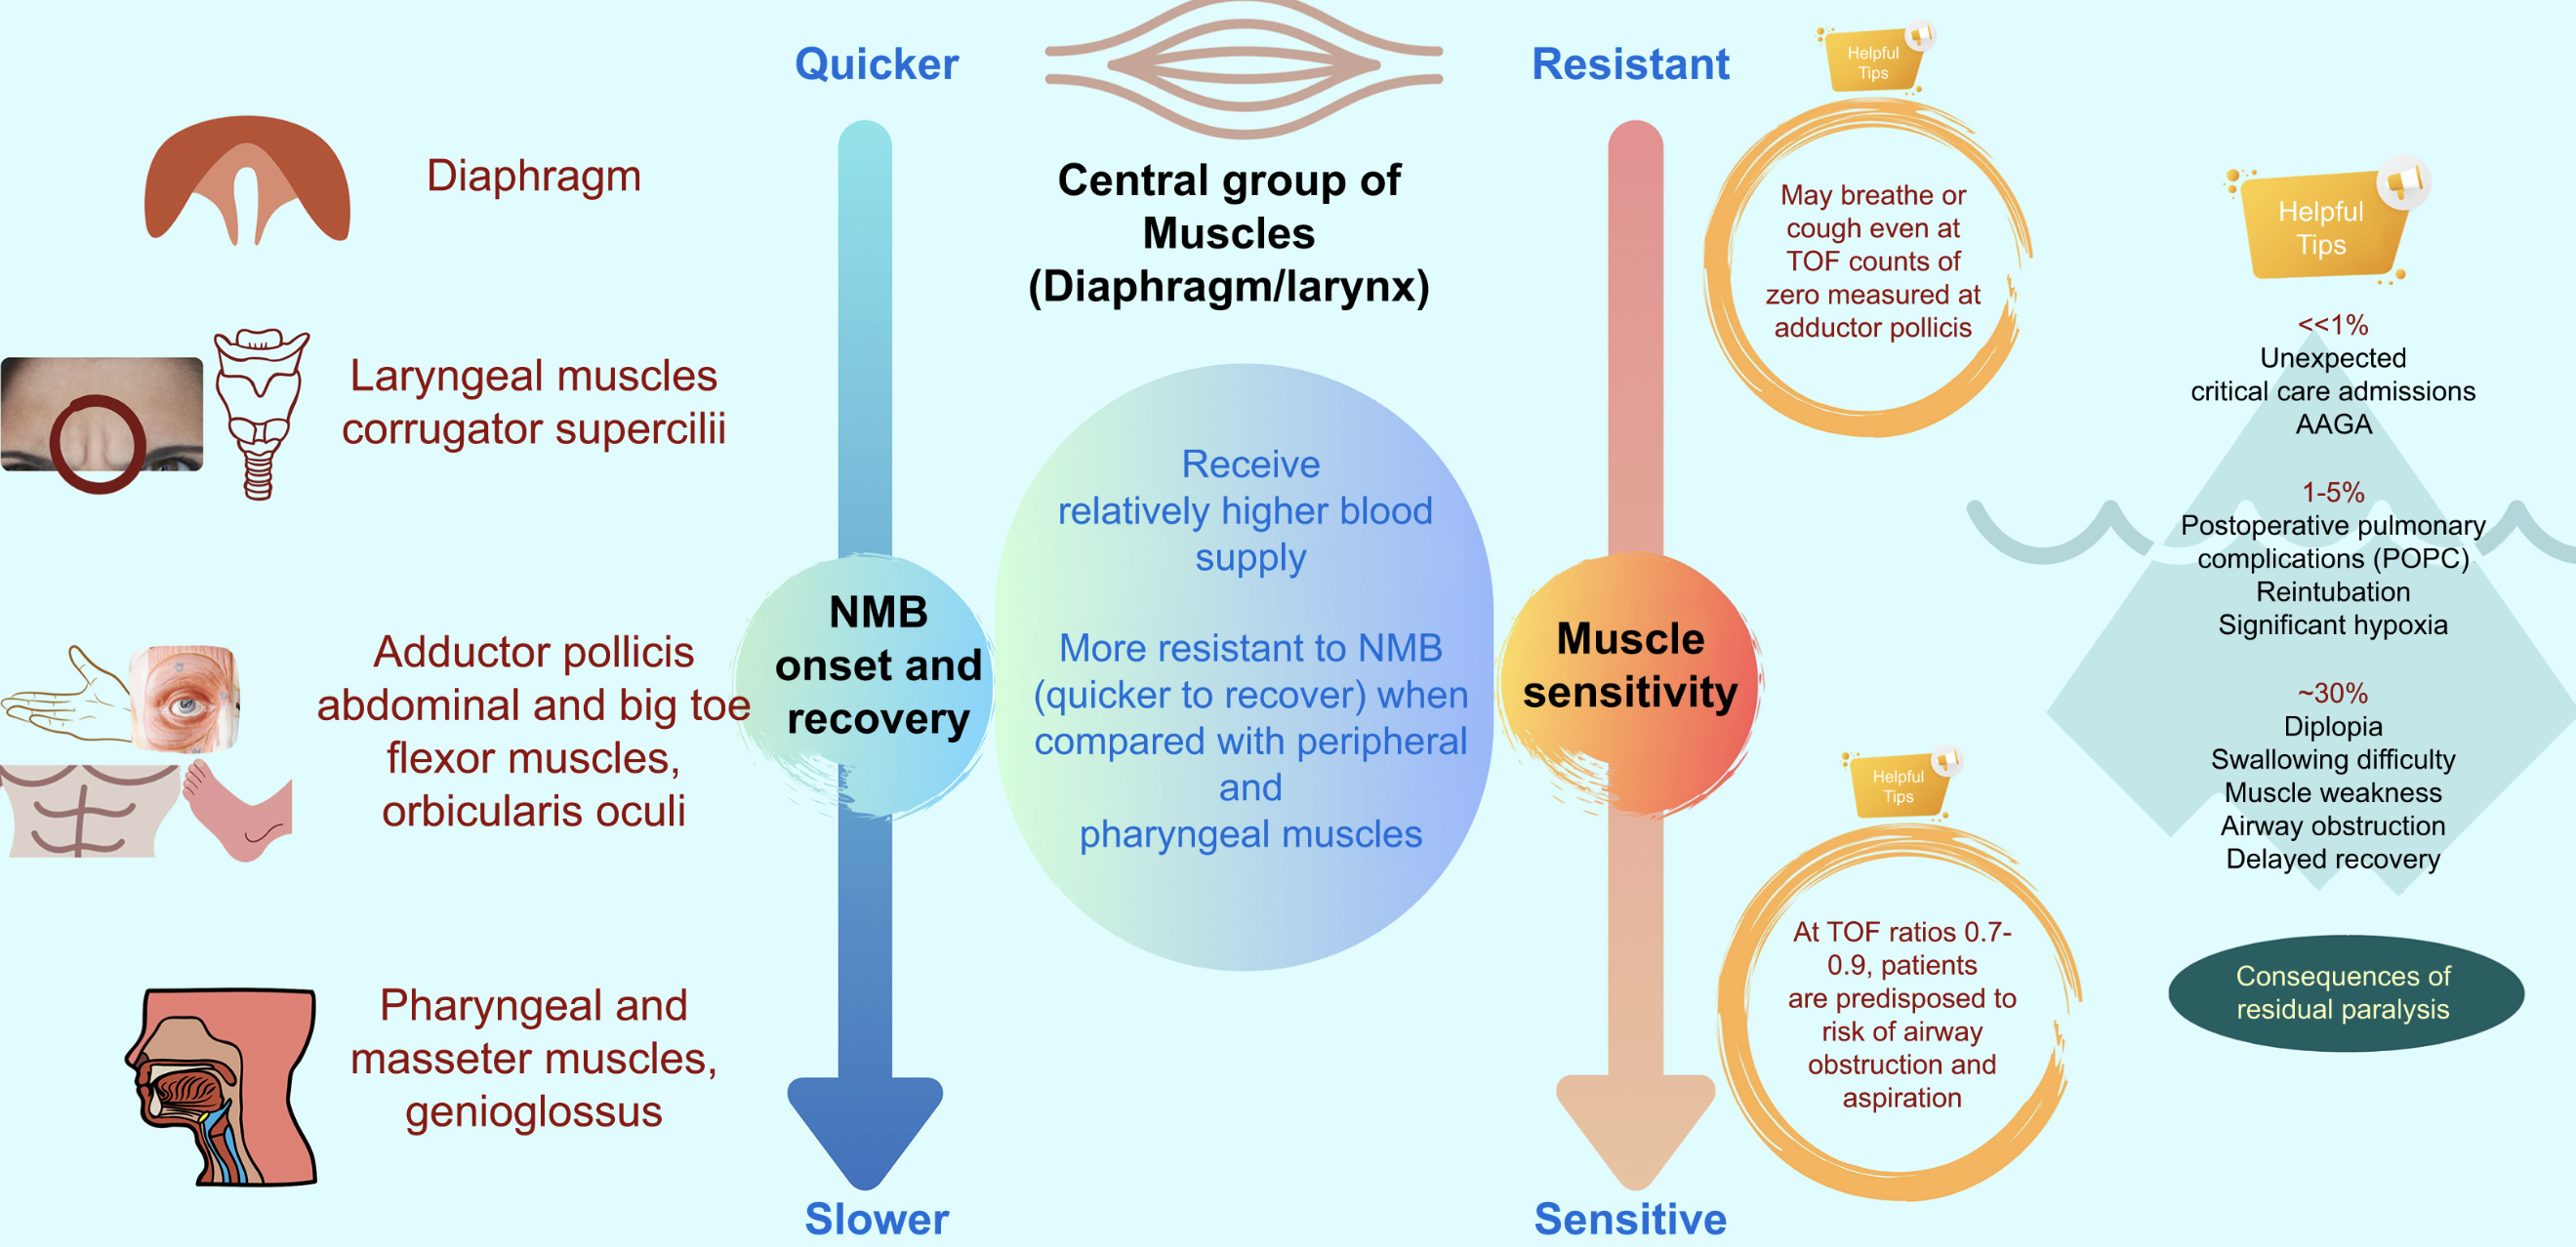 Quicker
Resistant
Helpful
Tips
Diaphragm
Central group of
Muscles
(Diaphragm/larynx)
May breathe or
cough even at
TOF counts of
zero measured at
adductor pollicis
Helpful
Tips
Laryngeal muscles
corrugator supercilii
Receive
relatively higher blood
supply
More resistant to NMB
(quicker to recover) when
compared with peripheral
and
pharyngeal muscles
<<1%
Unexpected
critical care admissions
AAGA
1-5%
Postoperative pulmonary
complications (POPC)
Reintubation
Significant hypoxia
~30%
Diplopia
Swallowing difficulty
Muscle weakness
Airway obstruction
Delayed recovery
Adductor pollicis
abdominal and big toe
flexor muscles,
orbicularis oculi
NMB
onset and
recovery
Muscle
sensitivity
Helpful
Tips
Pharyngeal and
masseter muscles,
genioglossus
At TOF ratios 0.7-
0.9, patients
are predisposed to
risk of airway
obstruction and
aspiration
Consequences of
residual paralysis
Slower
Sensitive